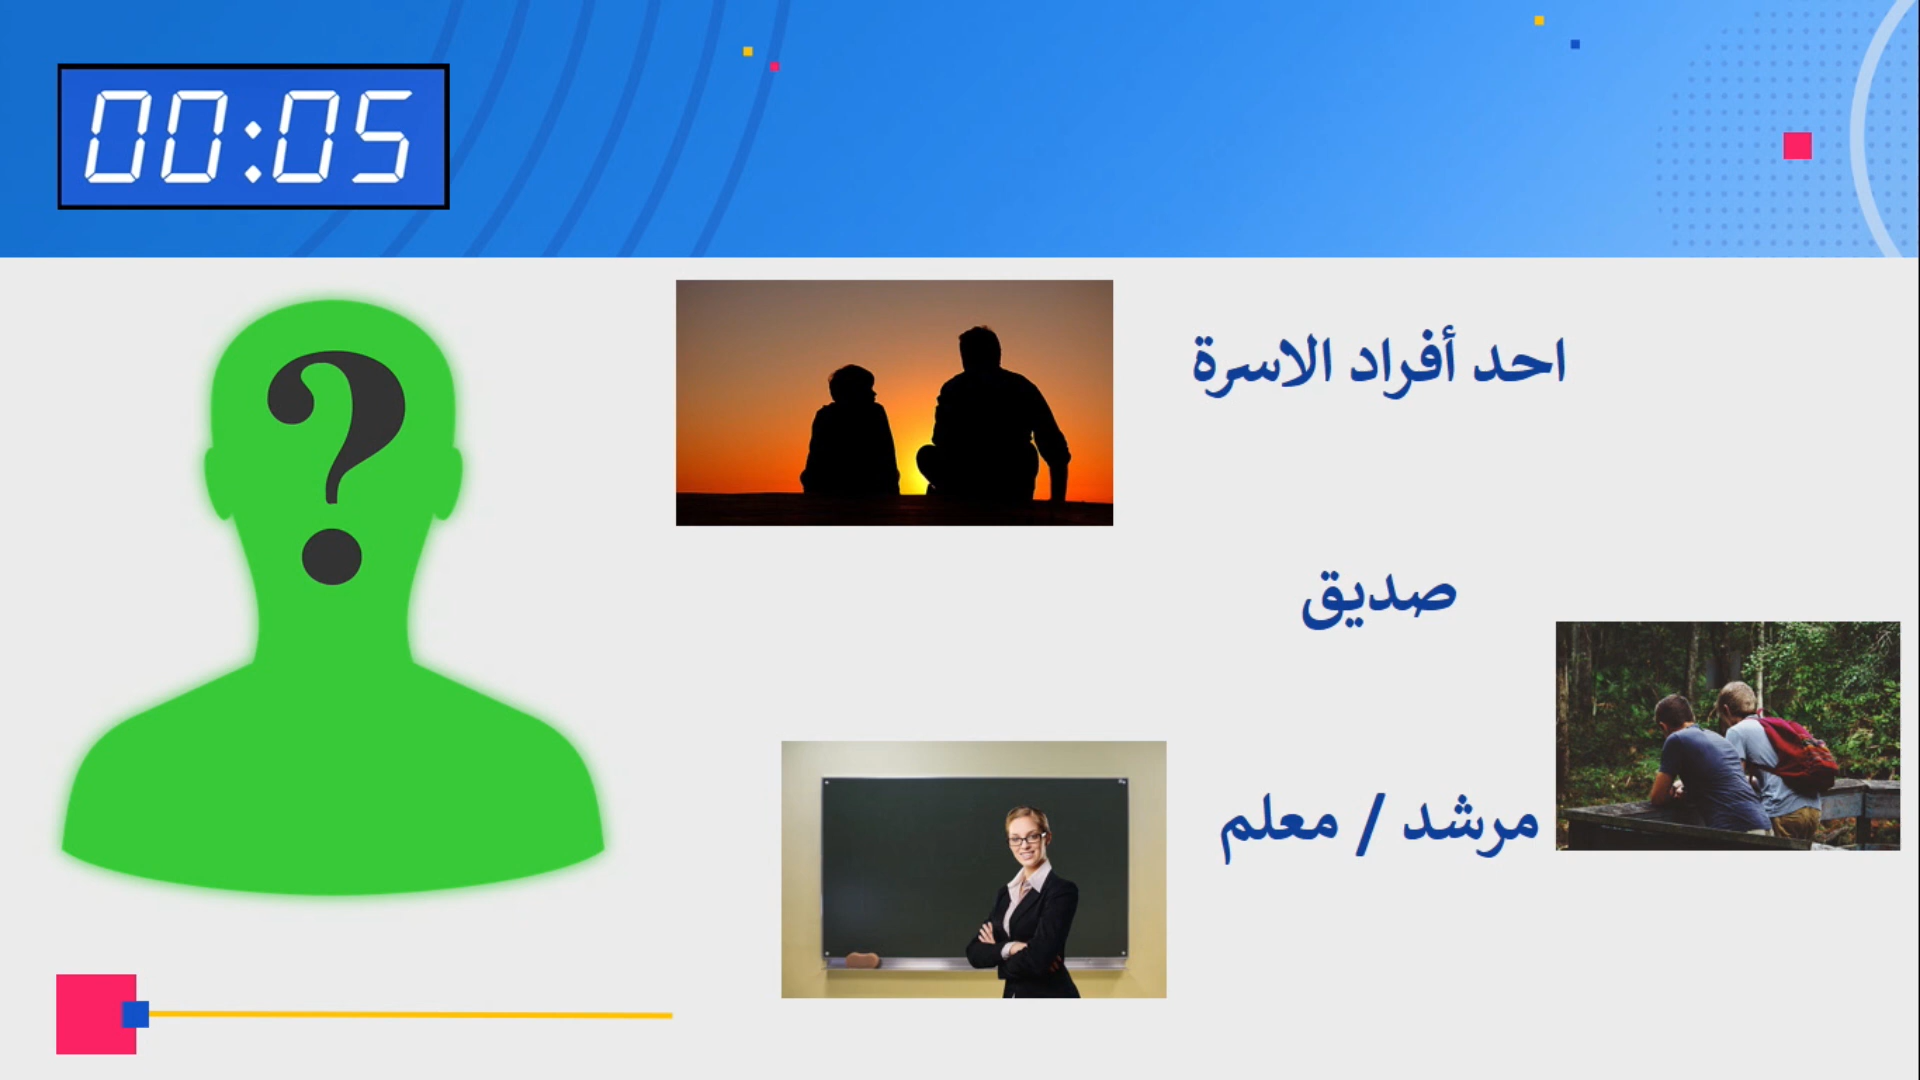 00:05
احد أفراد الاسرة
صديق
مرشد / معلم
?